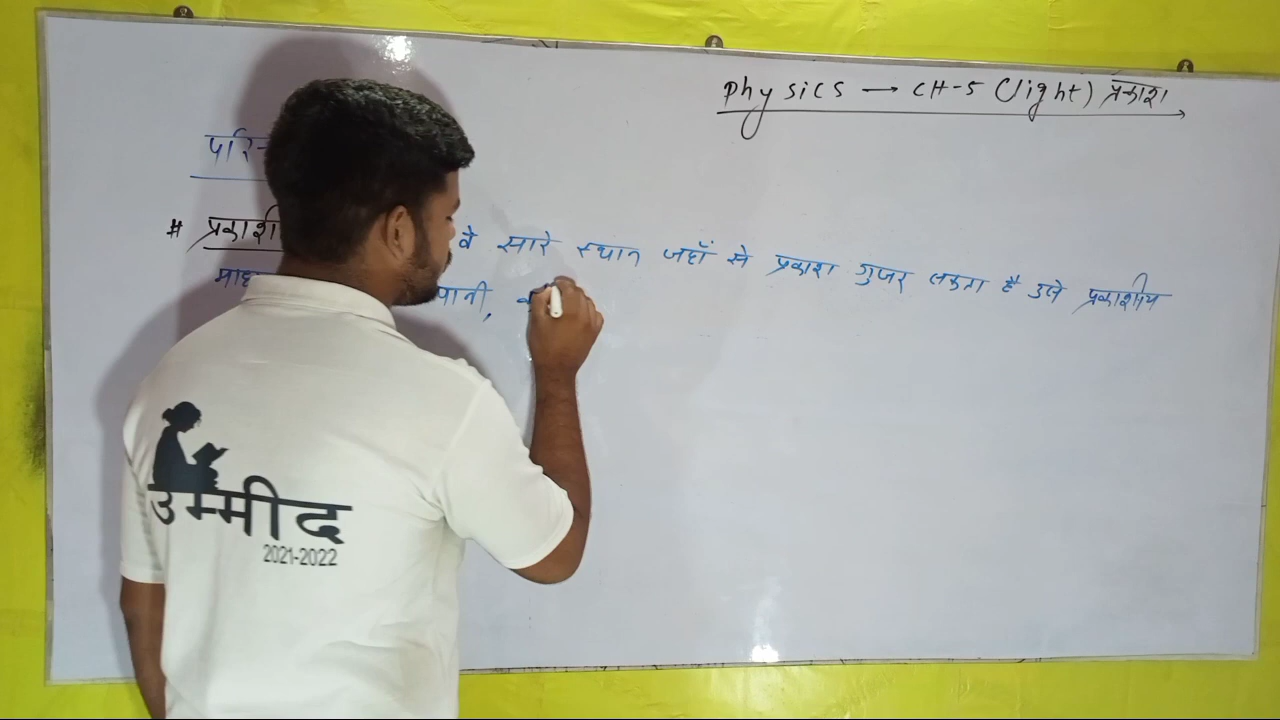 Physics → CH-5 (light) प्रकाश
परि
# प्रकाशी वे सारे स्थान जहाँ से प्रकाश गुजर सकता है उसे प्रकाशीय
माध पानी,
उम्मीद
2021-2022